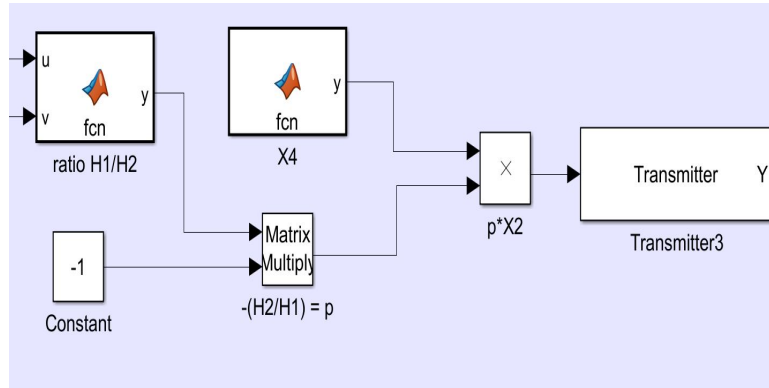 u
v
y
fcn
ratio H1/H2
y
fcn
X4
-1
Constant
Matrix
Multiply
-(H2/H1) = p
p*X2
Transmitter
Y
Transmitter3